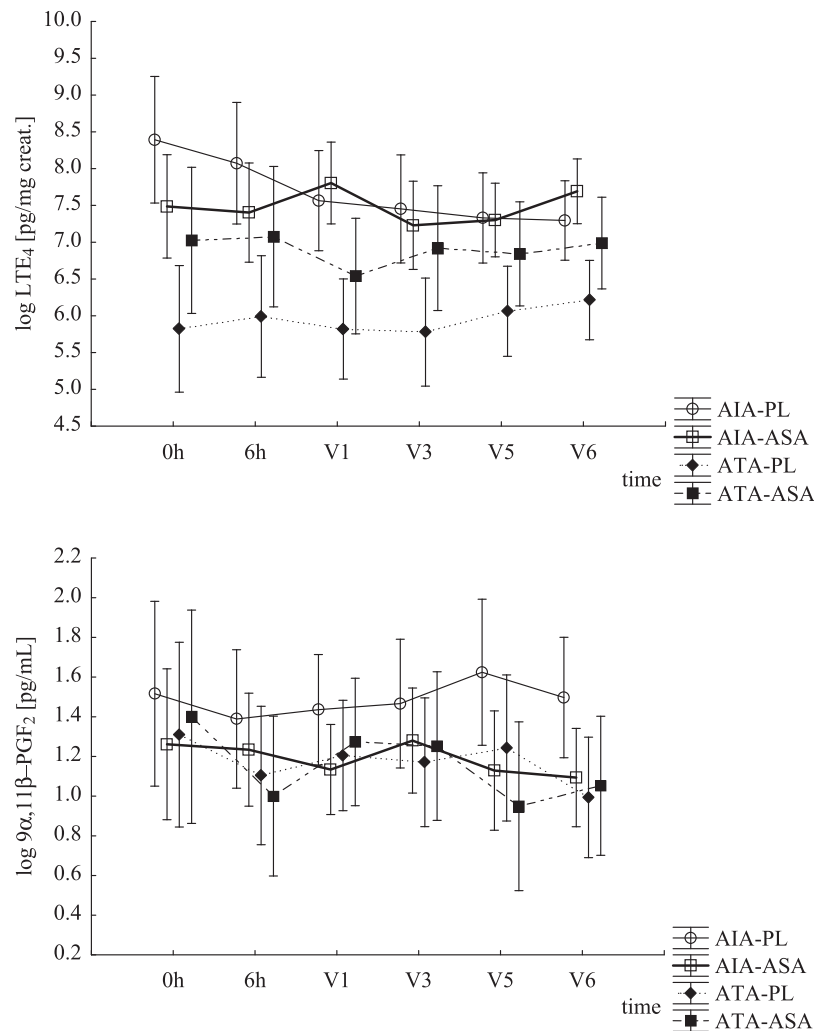 log LTE₄ [pg/mg creat.]
10.0
9.5
9.0
8.5
8.0
7.5
7.0
6.5
6.0
5.5
5.0
4.5
0h 6h V1 V3 V5 V6
time
AIA-PL
AIA-ASA
ATA-PL
ATA-ASA
log 9α,11β–PGF₂ [pg/mL]
2.2
2.0
1.8
1.6
1.4
1.2
1.0
0.8
0.6
0.4
0.2
0h 6h V1 V3 V5 V6
time
AIA-PL
AIA-ASA
ATA-PL
ATA-ASA